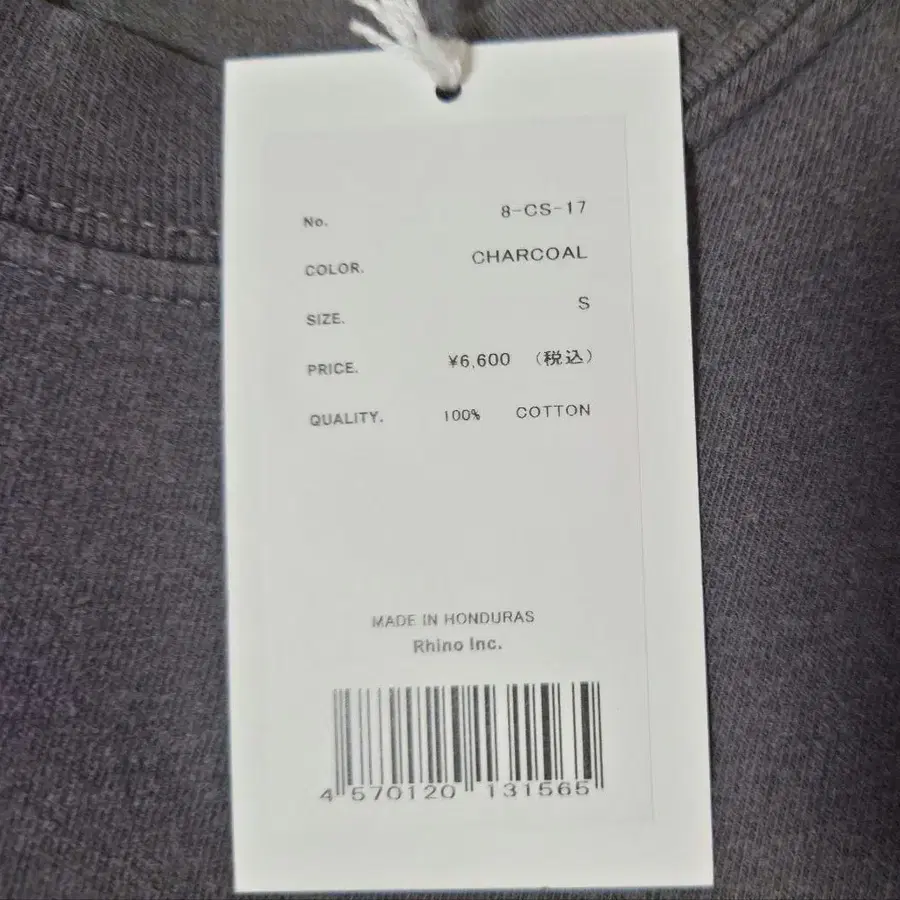 No. 8-CS-17
COLOR. CHARCOAL
SIZE. S
PRICE. ¥6,600 (税込)
QUALITY. 100% COTTON
MADE IN HONDURAS
Rhino Inc.
4 570120 131565